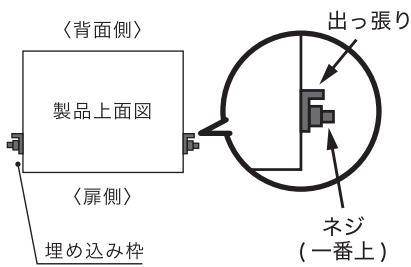 〈背面側〉
出っ張り
製品上面図
〈扉側〉
ネジ
(一番上)
埋め込み枠